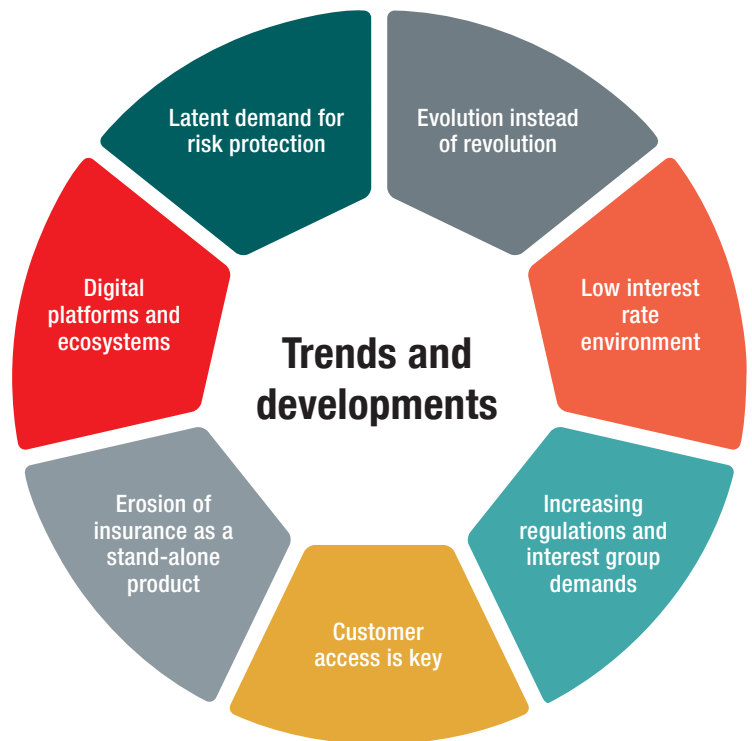 Trends and
developments
Evolution instead
of revolution
Low interest
rate
environment
Increasing
regulations and
interest group
demands
Customer
access is key
Erosion of
insurance as a
stand-alone
product
Digital
platforms and
ecosystems
Latent demand for
risk protection